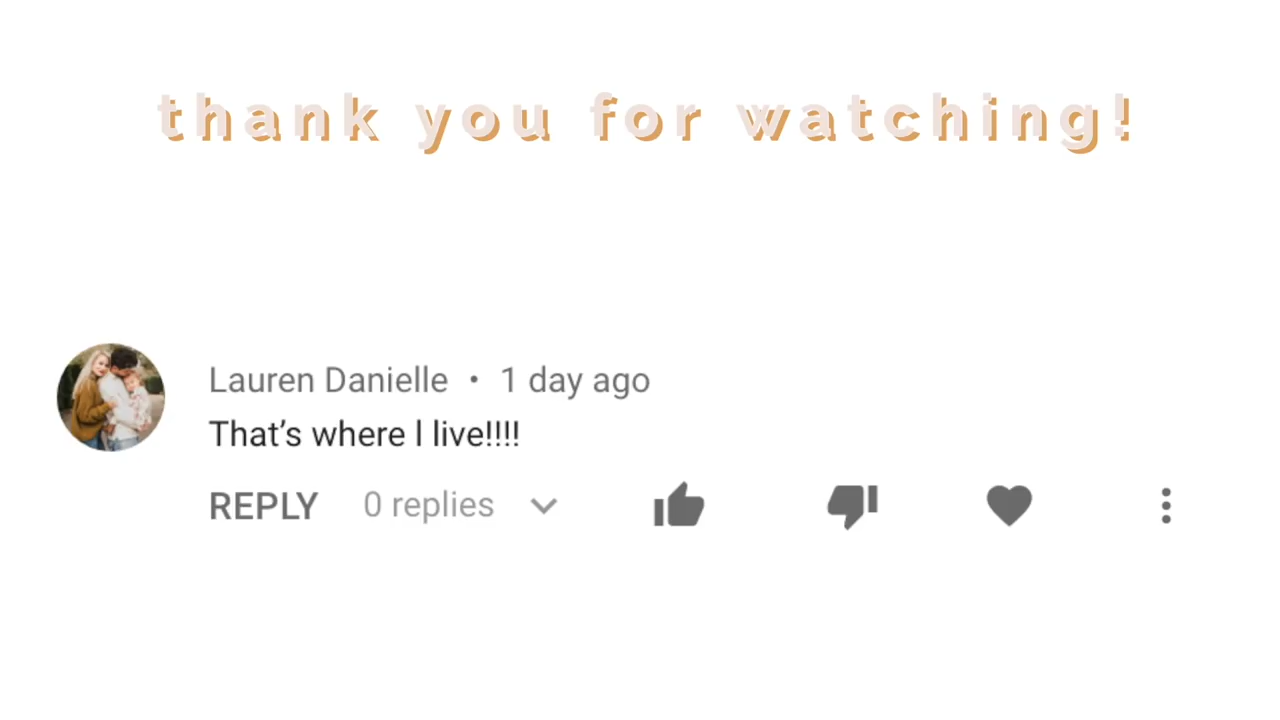 thank you for watching!
Lauren Danielle • 1 day ago
That's where I live!!!!
REPLY 0 replies